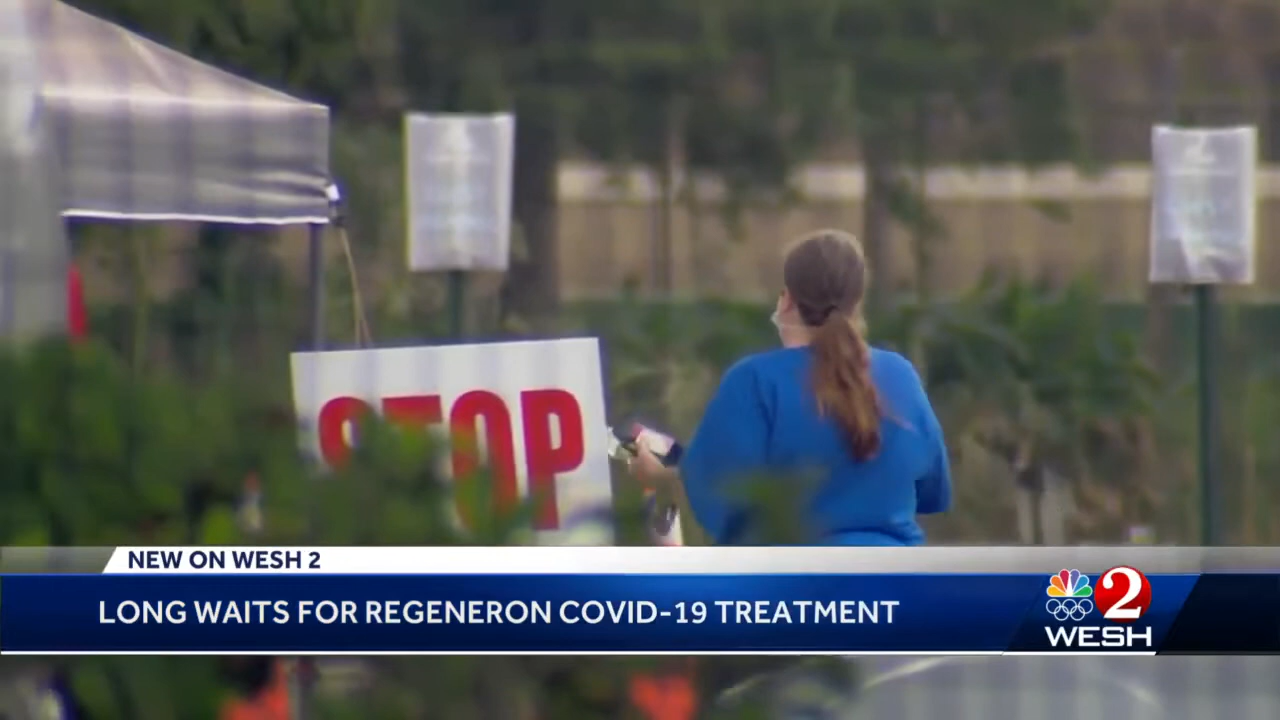 STOP
NEW ON WESH 2
LONG WAITS FOR REGENERON COVID-19 TREATMENT
2
WESH